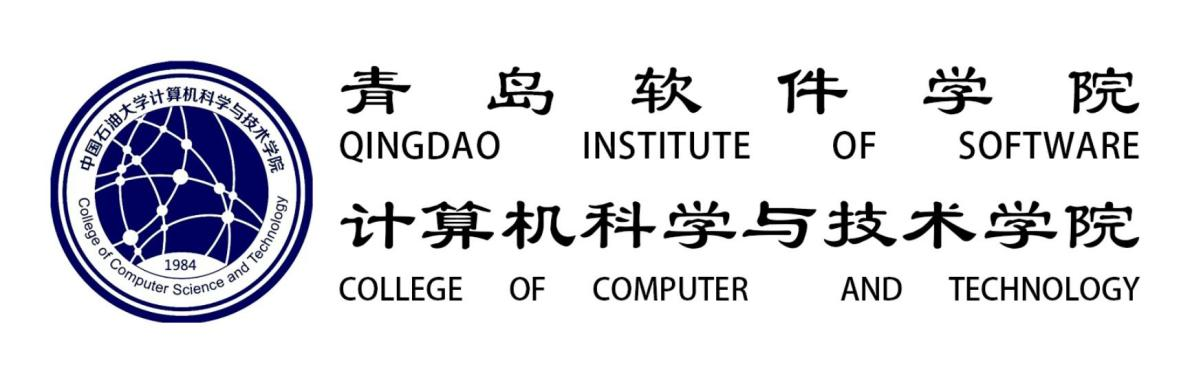 中国石油大学计算机科学与技术学院
1984
College of Computer Science and Technology
青岛软件学院
QINGDAO INSTITUTE OF SOFTWARE
计算机科学与技术学院
COLLEGE OF COMPUTER AND TECHNOLOGY